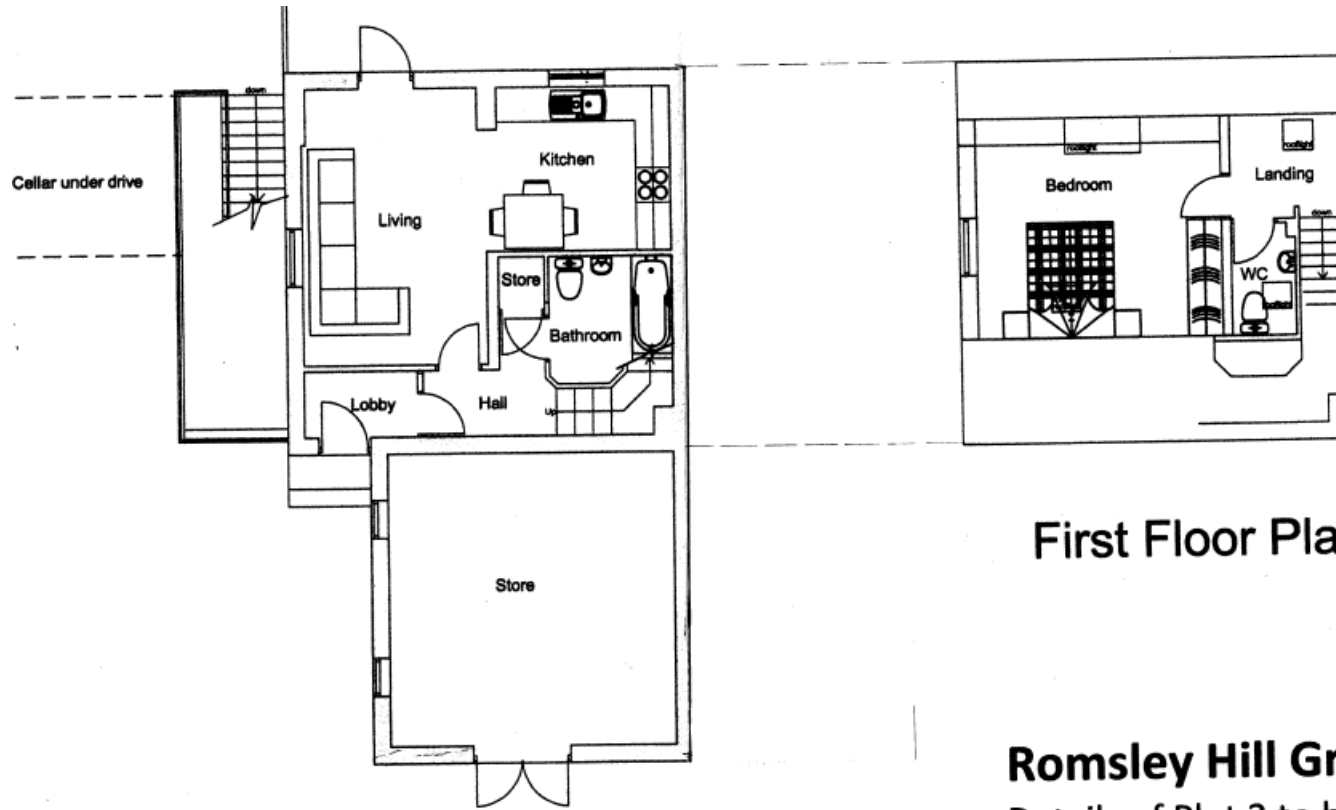 down
Cellar under drive
Living
Kitchen
Store
Bathroom
Lobby
Hall
Up
Store
rooflight
Bedroom
rooflight
Landing
down
WC
rooflight
First Floor Pla
Romsley Hill Gr